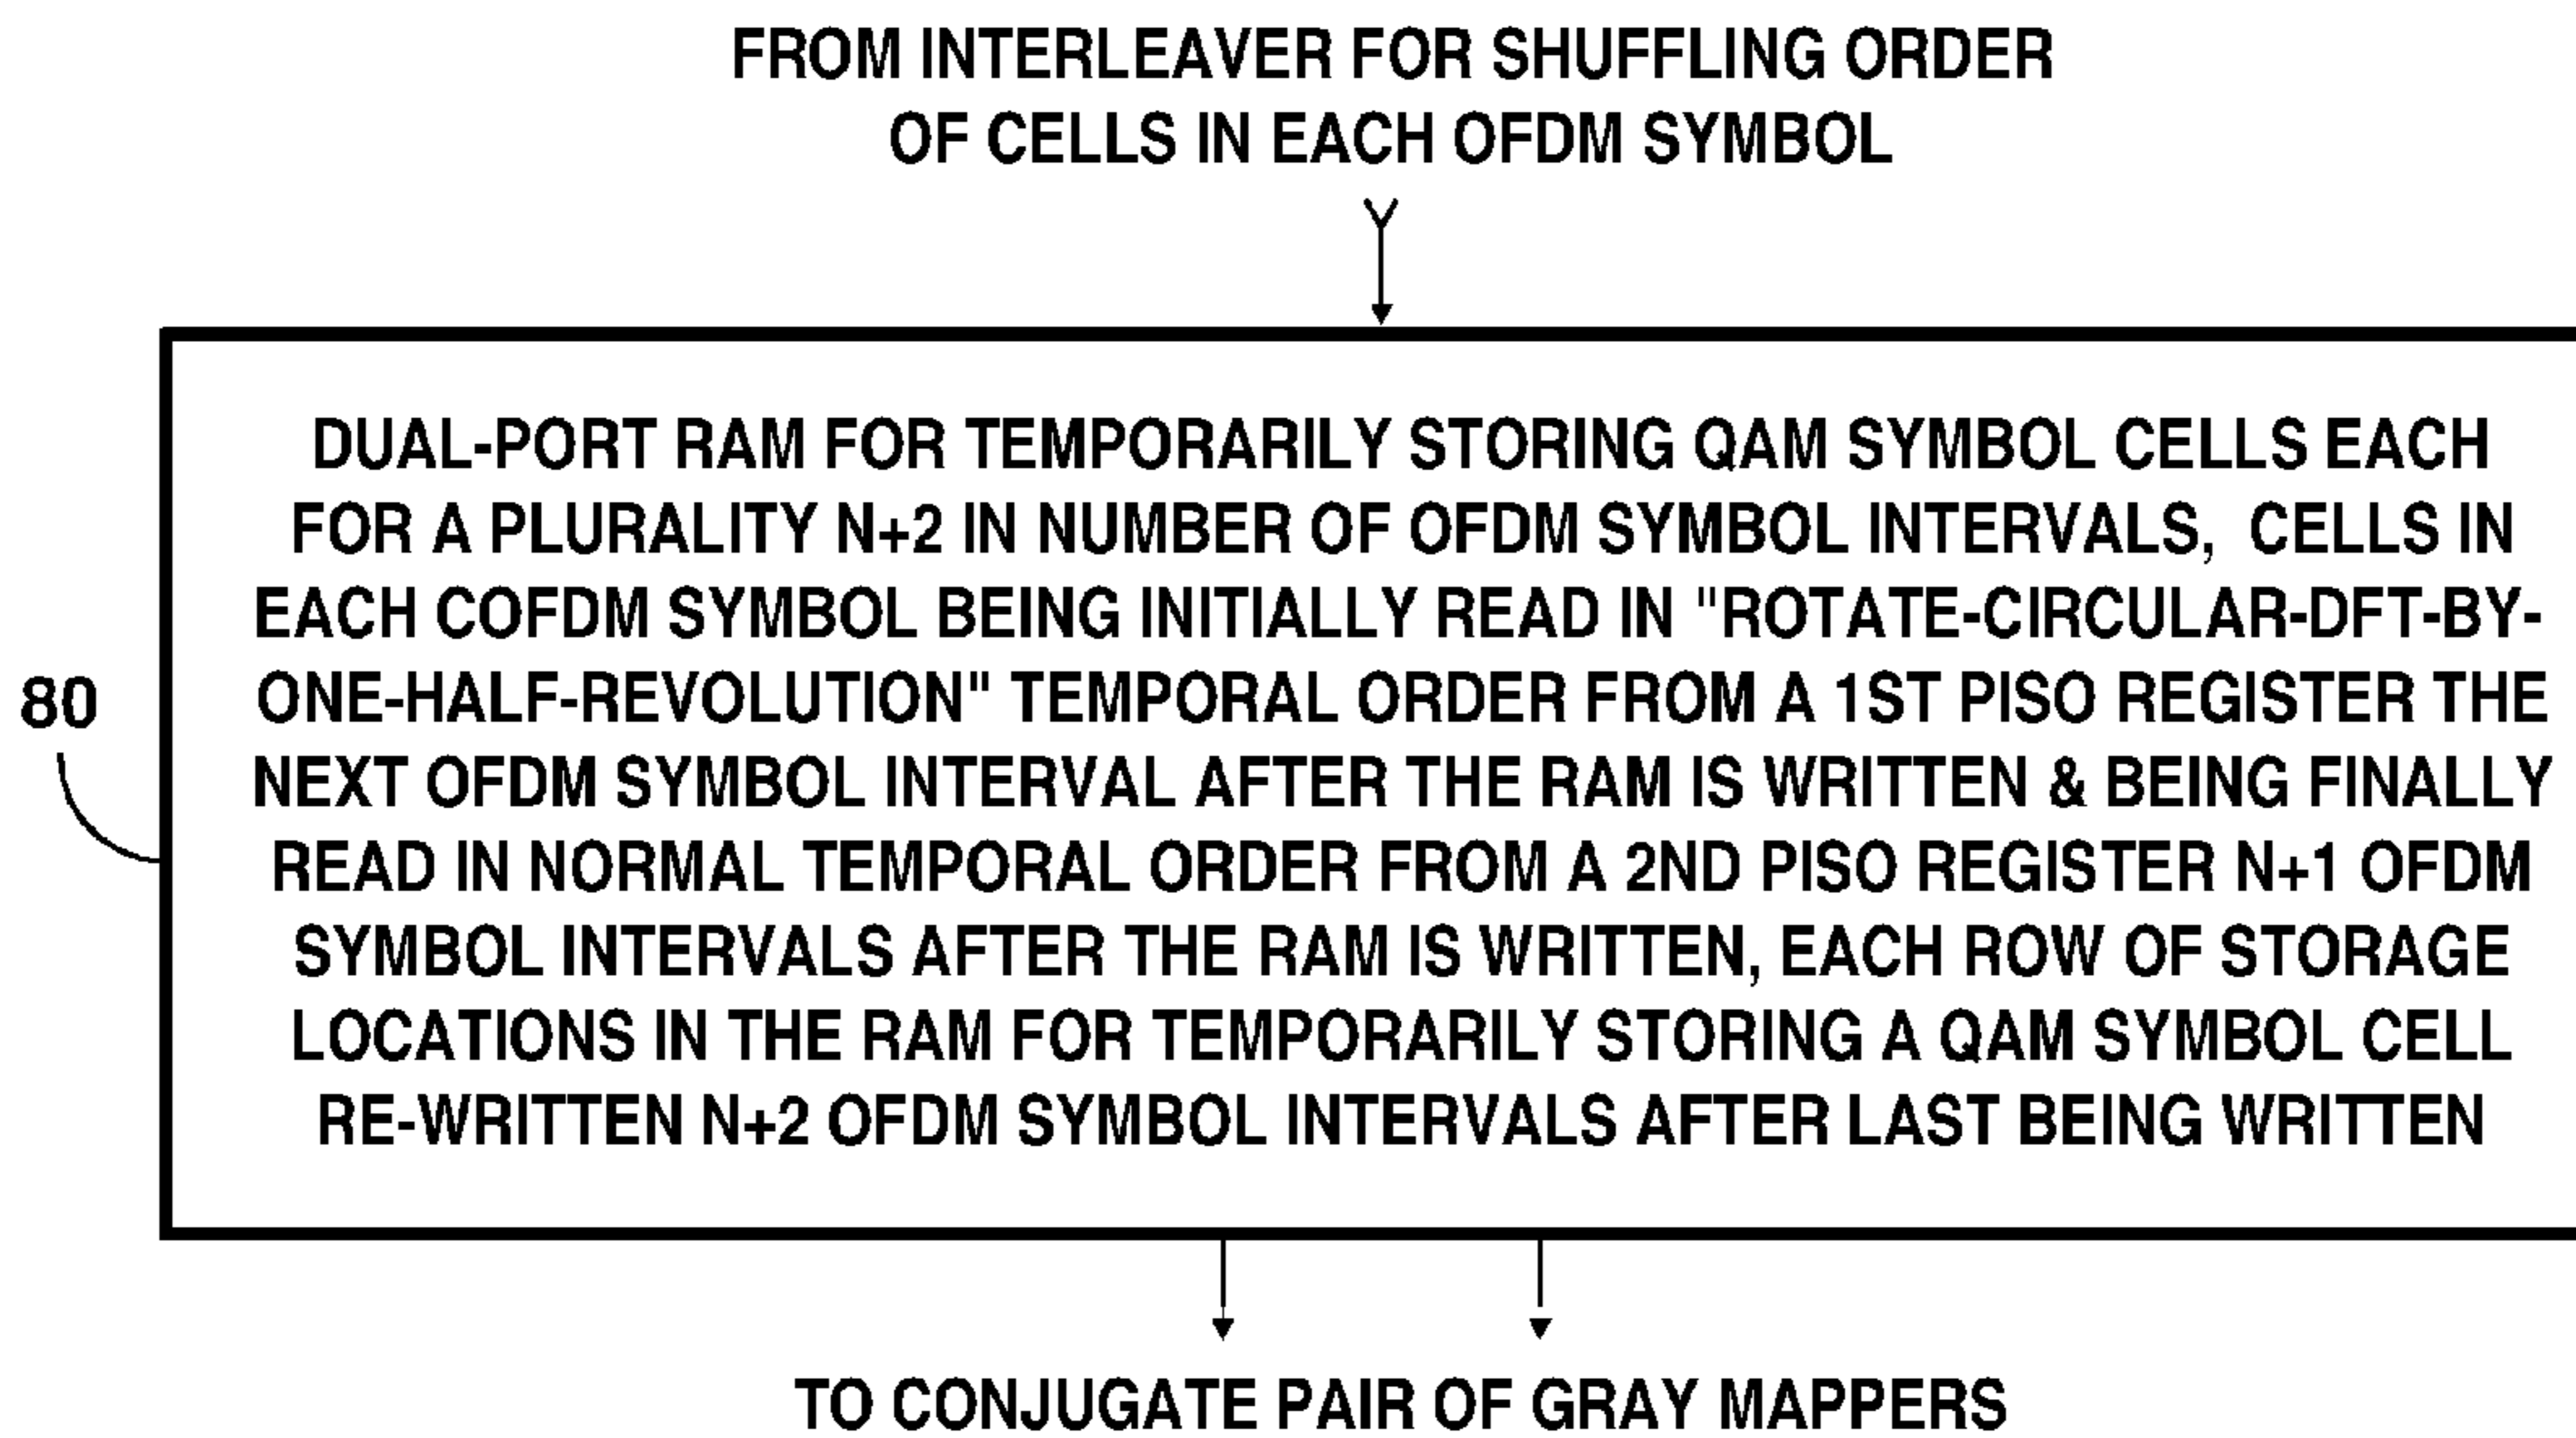 FROM INTERLEAVER FOR SHUFFLING ORDER
OF CELLS IN EACH OFDM SYMBOL
DUAL-PORT RAM FOR TEMPORARILY STORING QAM SYMBOL CELLS EACH
FOR A PLURALITY N+2 IN NUMBER OF OFDM SYMBOL INTERVALS, CELLS IN
EACH COFDM SYMBOL BEING INITIALLY READ IN "ROTATE-CIRCULAR-DFT-BY-
ONE-HALF-REVOLUTION" TEMPORAL ORDER FROM A 1ST PISO REGISTER THE
NEXT OFDM SYMBOL INTERVAL AFTER THE RAM IS WRITTEN & BEING FINALLY
READ IN NORMAL TEMPORAL ORDER FROM A 2ND PISO REGISTER N+1 OFDM
SYMBOL INTERVALS AFTER THE RAM IS WRITTEN, EACH ROW OF STORAGE
LOCATIONS IN THE RAM FOR TEMPORARILY STORING A QAM SYMBOL CELL
RE-WRITTEN N+2 OFDM SYMBOL INTERVALS AFTER LAST BEING WRITTEN
80
TO CONJUGATE PAIR OF GRAY MAPPERS